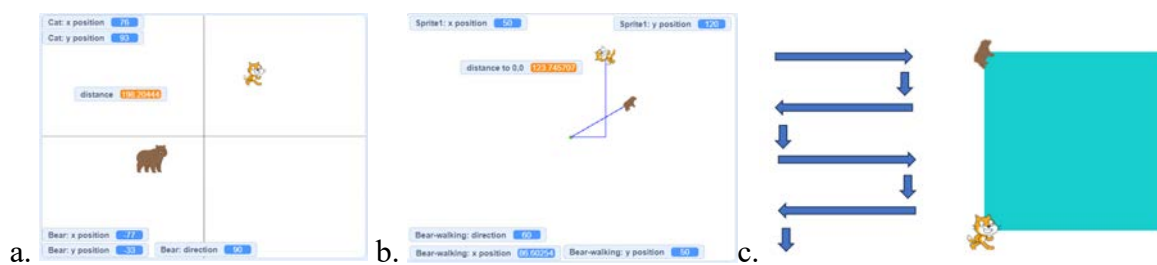 Cat: x position 76
Cat: y position 93
distance 198.20444
Bear: x position -77
Bear: y position -33 Bear: direction 90
a.
Sprite1: x position 50 Sprite1: y position 120
distance to 0,0 123.745707
Bear-walking: direction 60
Bear-walking: x position 86.60254 Bear-walking: y position 50
b.
c.